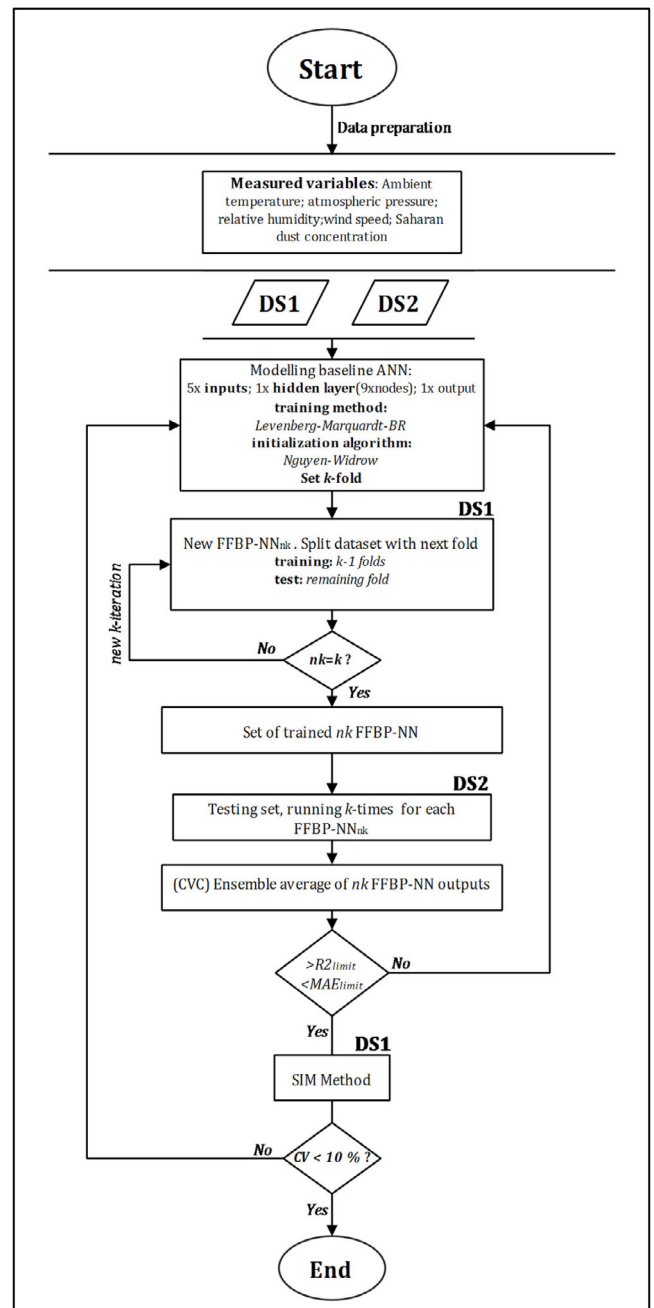 Start
Data preparation
Measured variables: Ambient
temperature; atmospheric pressure;
relative humidity;wind speed; Saharan
dust concentration
DS1
DS2
Modelling baseline ANN:
5x inputs; 1x hidden layer(9xnodes); 1x output
training method:
Levenberg-Marquardt-BR
initialization algorithm:
Nguyen-Widrow
Set k-fold
DS1
New FFBP-NNnk . Split dataset with next fold
training: k-1 folds
test: remaining fold
new k-iteration
No
nk=k ?
Yes
Set of trained nk FFBP-NN
DS2
Testing set, running k-times for each
FFBP-NNnk
(CVC) Ensemble average of nk FFBP-NN outputs
>R2limit
<MAElimit
No
Yes
DS1
SIM Method
No
CV < 10 % ?
Yes
End